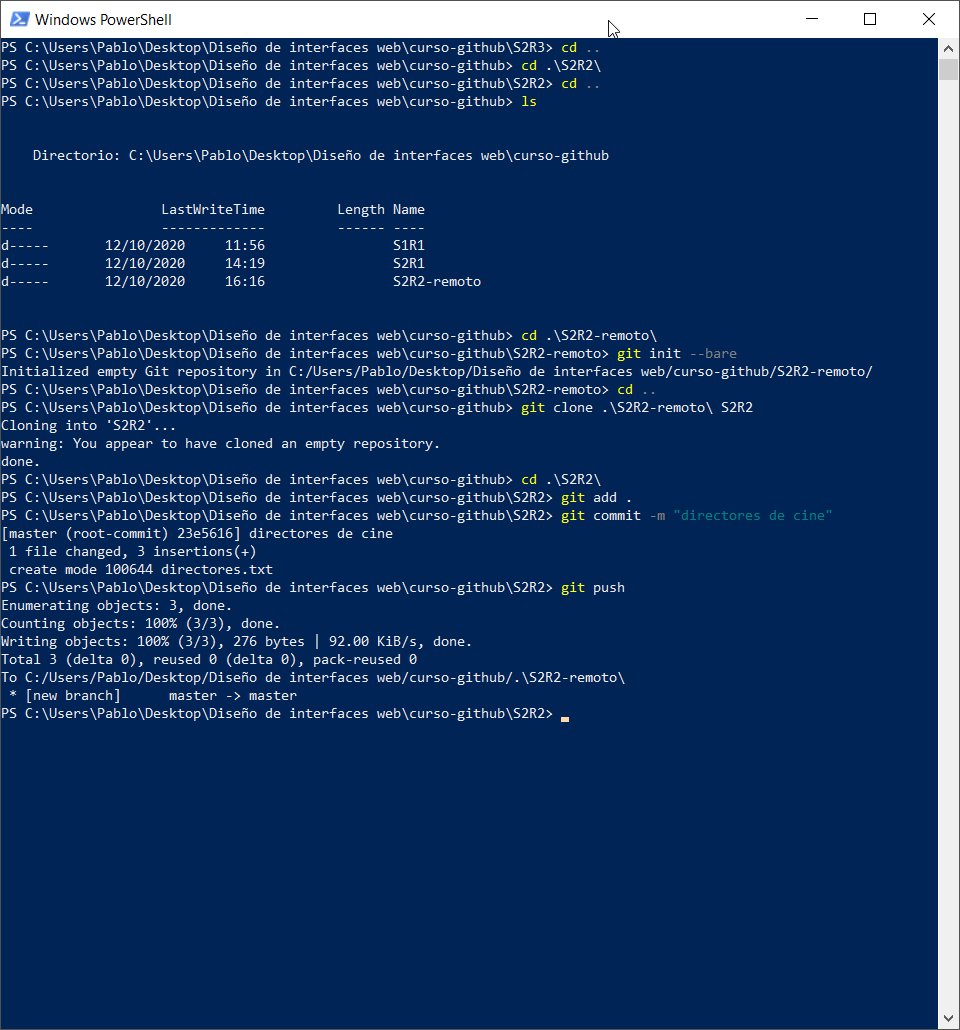 Windows PowerShell
PS C:\Users\Pablo\Desktop\Diseño de interfaces web\curso-github\S2R3> cd ..
PS C:\Users\Pablo\Desktop\Diseño de interfaces web\curso-github> cd .\S2R2\
PS C:\Users\Pablo\Desktop\Diseño de interfaces web\curso-github\S2R2> cd ..
PS C:\Users\Pablo\Desktop\Diseño de interfaces web\curso-github> ls
Directorio: C:\Users\Pablo\Desktop\Diseño de interfaces web\curso-github
Mode                LastWriteTime         Length Name
----                -------------         ------ ----
d-----       12/10/2020     11:56                S1R1
d-----       12/10/2020     14:19                S2R1
d-----       12/10/2020     16:16                S2R2-remoto
PS C:\Users\Pablo\Desktop\Diseño de interfaces web\curso-github> cd .\S2R2-remoto\
PS C:\Users\Pablo\Desktop\Diseño de interfaces web\curso-github\S2R2-remoto> git init --bare
Initialized empty Git repository in C:/Users/Pablo/Desktop/Diseño de interfaces web/curso-github/S2R2-remoto/
PS C:\Users\Pablo\Desktop\Diseño de interfaces web\curso-github\S2R2-remoto> cd ..
PS C:\Users\Pablo\Desktop\Diseño de interfaces web\curso-github> git clone .\S2R2-remoto\ S2R2
Cloning into 'S2R2'...
warning: You appear to have cloned an empty repository.
done.
PS C:\Users\Pablo\Desktop\Diseño de interfaces web\curso-github> cd .\S2R2\
PS C:\Users\Pablo\Desktop\Diseño de interfaces web\curso-github\S2R2> git add .
PS C:\Users\Pablo\Desktop\Diseño de interfaces web\curso-github\S2R2> git commit -m "directores de cine"
[master (root-commit) 23e5616] directores de cine
 1 file changed, 3 insertions(+)
 create mode 100644 directores.txt
PS C:\Users\Pablo\Desktop\Diseño de interfaces web\curso-github\S2R2> git push
Enumerating objects: 3, done.
Counting objects: 100% (3/3), done.
Writing objects: 100% (3/3), 276 bytes | 92.00 KiB/s, done.
Total 3 (delta 0), reused 0 (delta 0), pack-reused 0
To C:/Users/Pablo/Desktop/Diseño de interfaces web/curso-github/.\S2R2-remoto\
 * [new branch]      master -> master
PS C:\Users\Pablo\Desktop\Diseño de interfaces web\curso-github\S2R2>